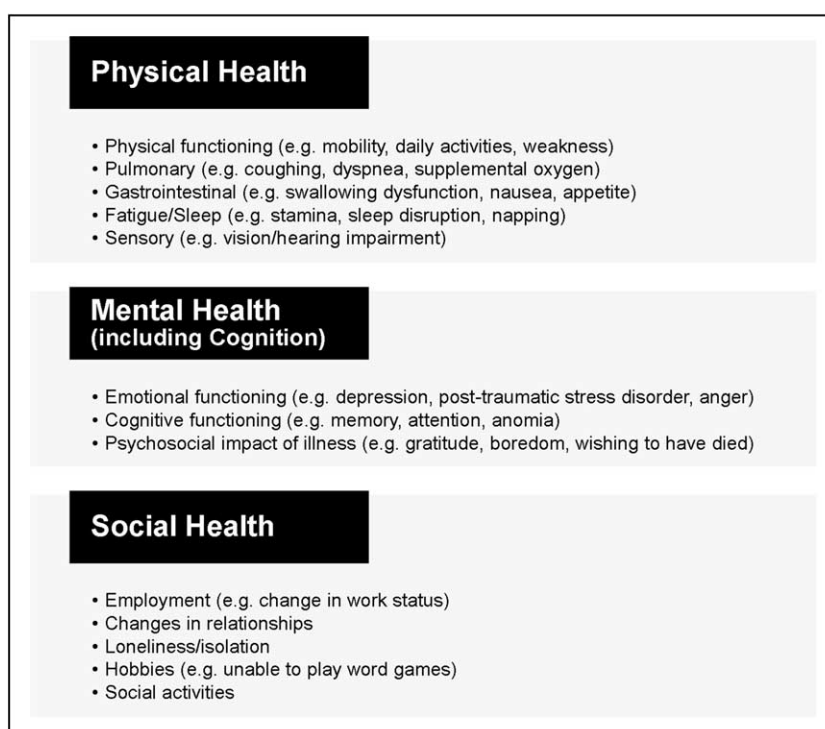 Physical Health
• Physical functioning (e.g. mobility, daily activities, weakness)
• Pulmonary (e.g. coughing, dyspnea, supplemental oxygen)
• Gastrointestinal (e.g. swallowing dysfunction, nausea, appetite)
• Fatigue/Sleep (e.g. stamina, sleep disruption, napping)
• Sensory (e.g. vision/hearing impairment)
Mental Health
(including Cognition)
• Emotional functioning (e.g. depression, post-traumatic stress disorder, anger)
• Cognitive functioning (e.g. memory, attention, anomia)
• Psychosocial impact of illness (e.g. gratitude, boredom, wishing to have died)
Social Health
• Employment (e.g. change in work status)
• Changes in relationships
• Loneliness/isolation
• Hobbies (e.g. unable to play word games)
• Social activities